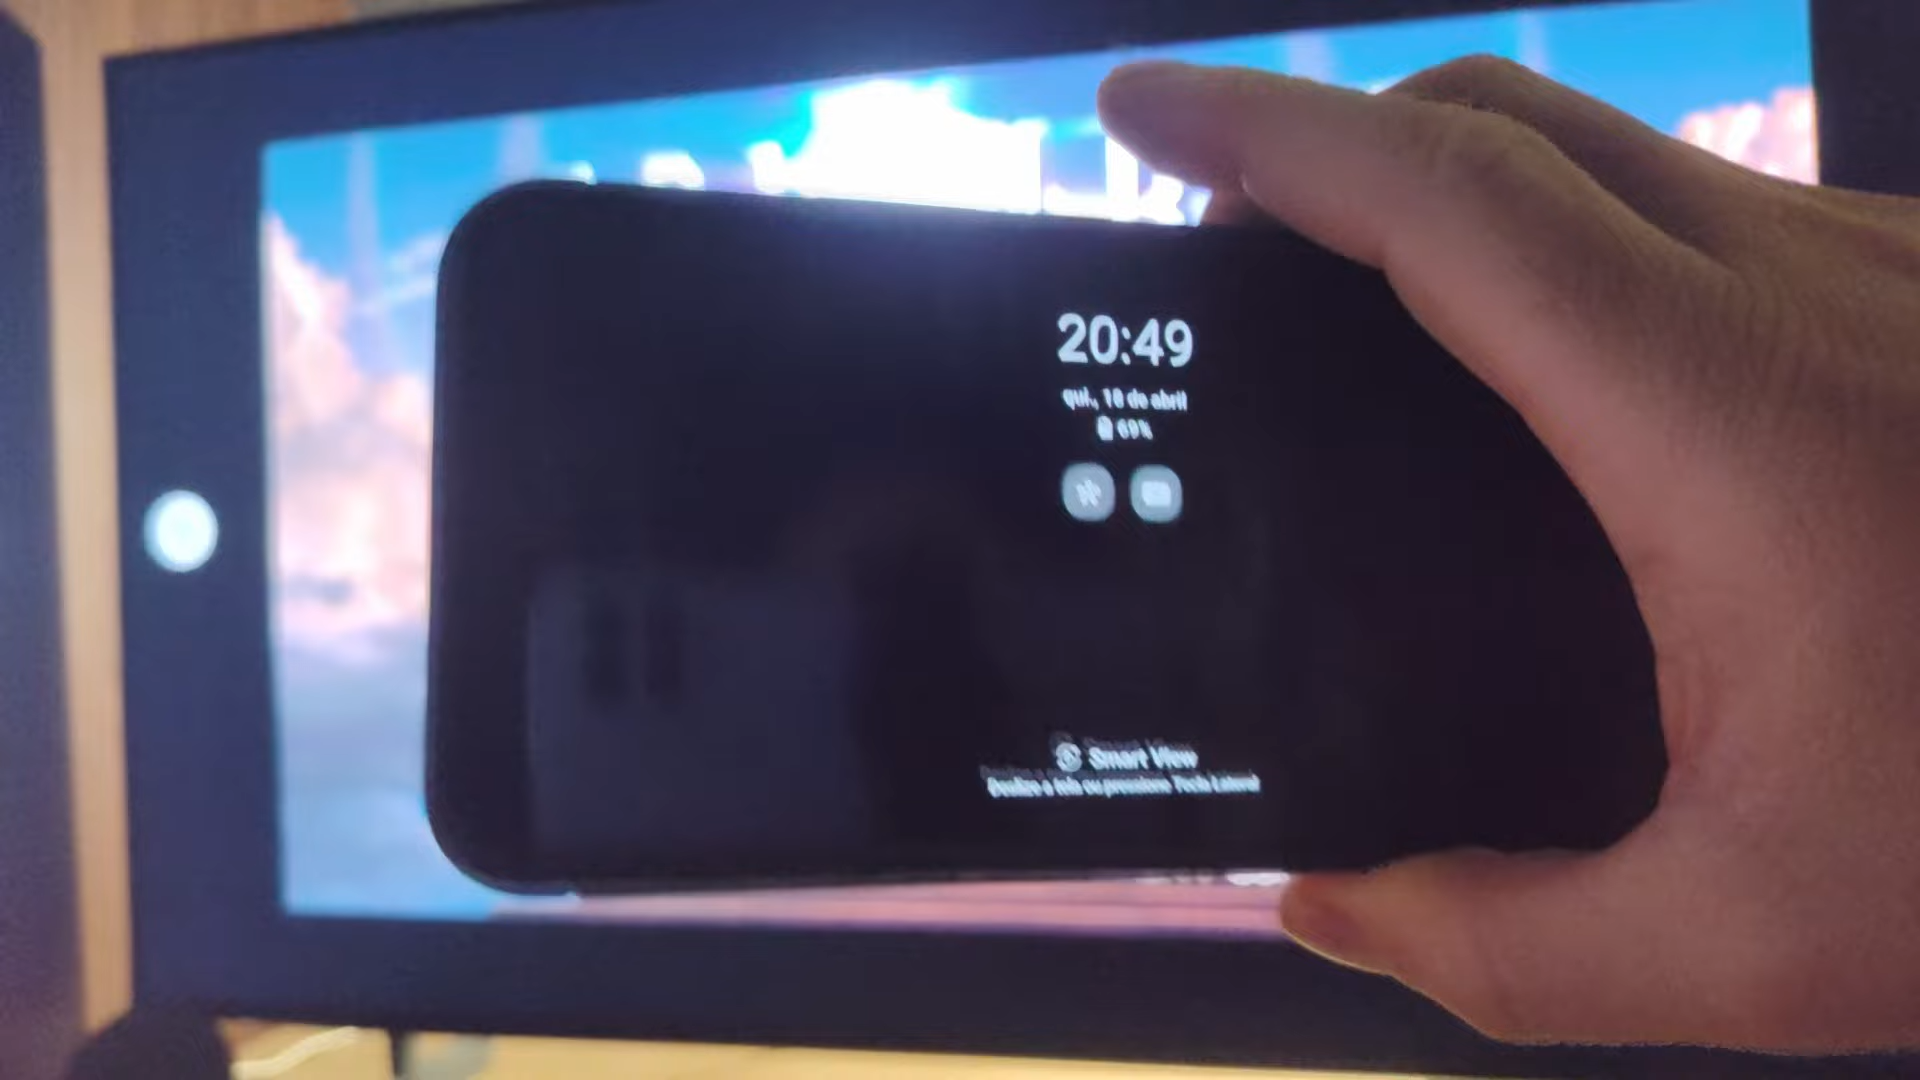 20:49
qui., 18 de abril
69%
Smart View
Deslize a tela ou pressione Tecla Lateral